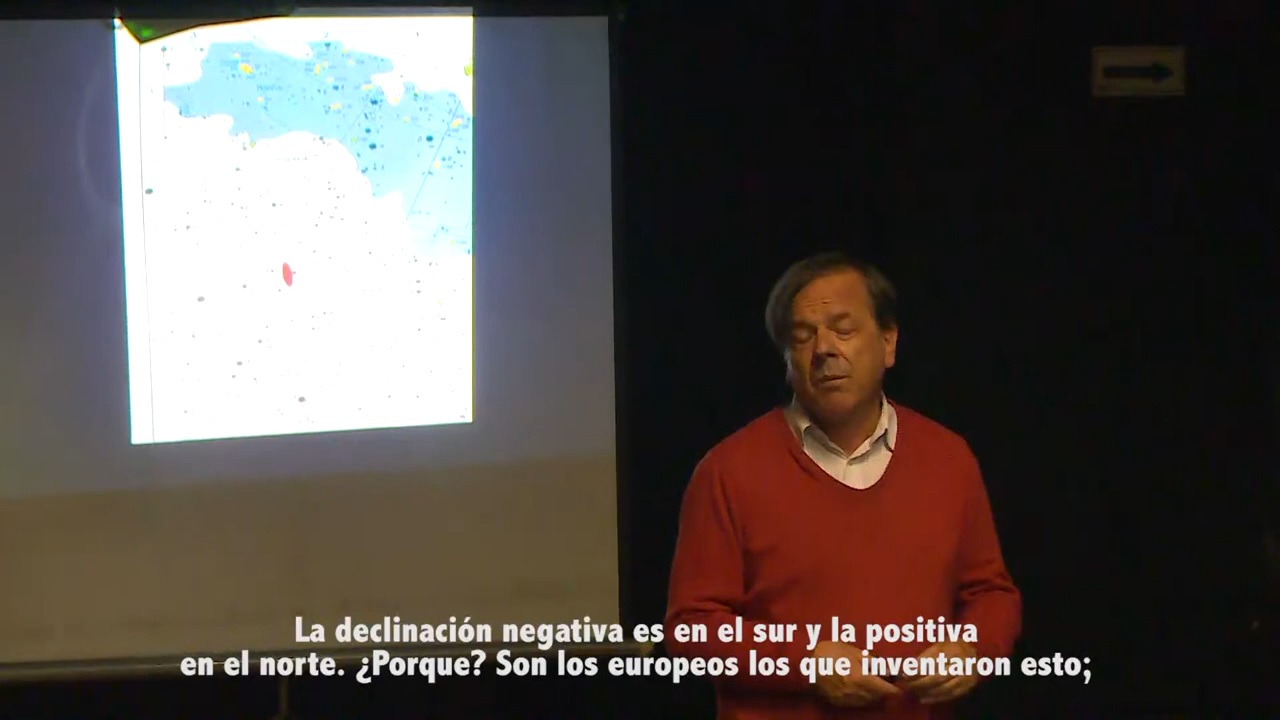 La declinación negativa es en el sur y la positiva
en el norte. ¿Porque? Son los europeos los que inventaron esto;